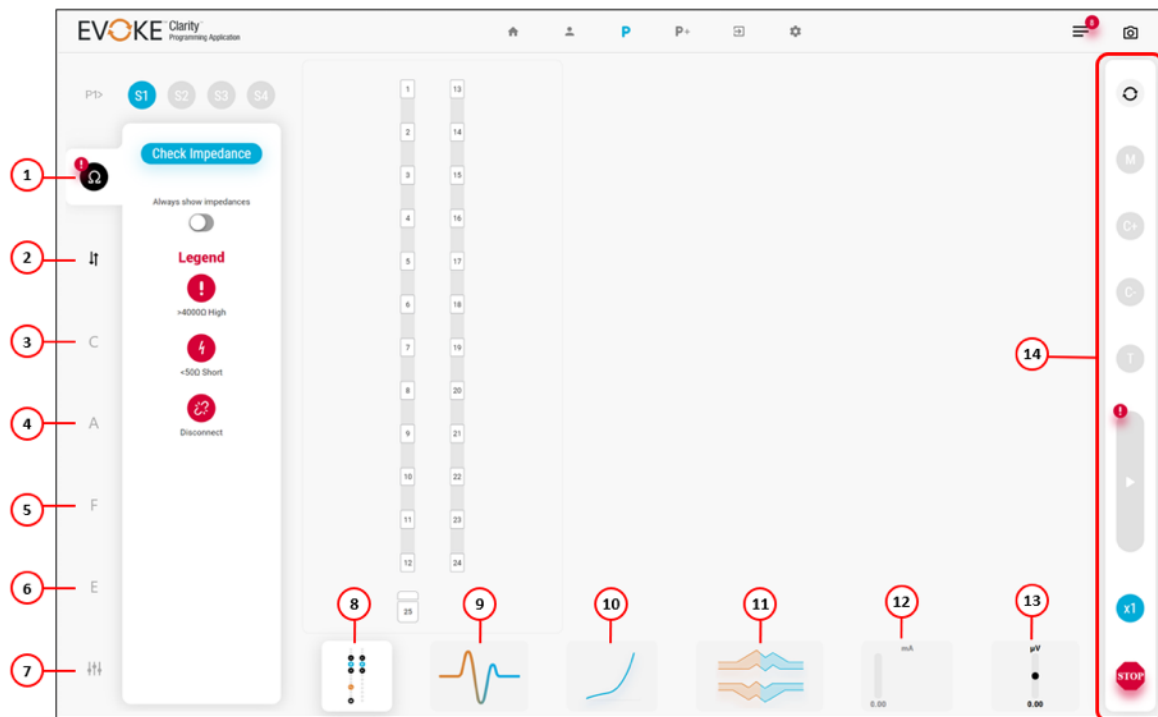 EVOKE™ Clarity™
Programming Application
P P+ 8
P1> S1 S2 S3 S4
Check Impedance
Always show impedances
Legend
>4000Ω High
<50Ω Short
Disconnect
1 Ω
2
3 C
4 A
5 F
6 E
7
1 13
2 14
3 15
4 16
5 17
6 18
7 19
8 20
9 21
10 22
11 23
12 24
25
8
9
10
11
12
13
mA
0.00
μV
0.00
14
M
C+
C-
T
x1
STOP